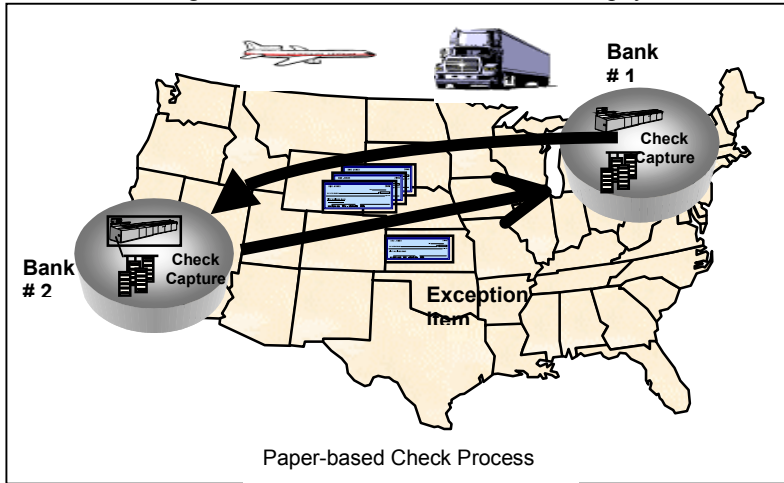 Bank
# 1
Check
Capture
Bank
# 2
Check
Capture
Exception
Item
Paper-based Check Process